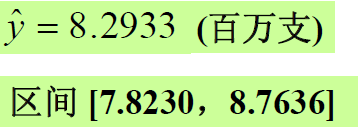 ŷ = 8.2933 (百万支)
区间 [7.8230，8.7636]